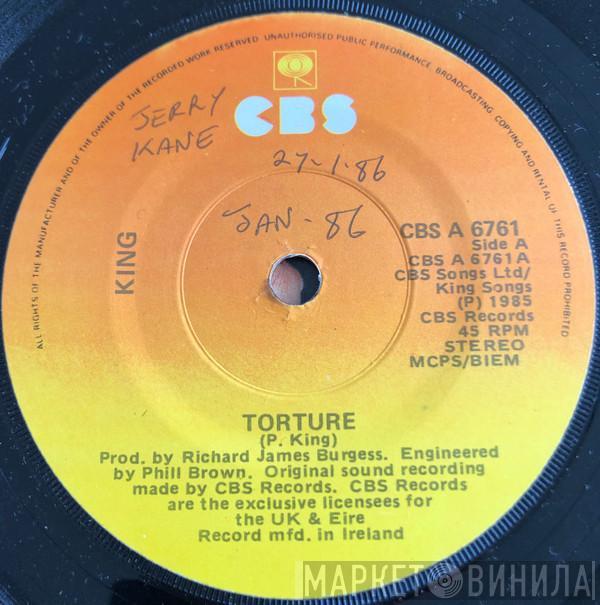 ALL RIGHTS OF THE MANUFACTURER AND OF THE OWNER OF THE RECORDED WORK RESERVED UNAUTHORISED PUBLIC PERFORMANCE BROADCASTING COPYING AND RENTAL OF THIS RECORD PROHIBITED
CBS
JERRY
KANE
27-1-86
JAN - 86
KING
CBS A 6761
Side A
CBS A 6761A
CBS Songs Ltd/
King Songs
(P) 1985
CBS Records
45 RPM
STEREO
MCPS/BIEM
TORTURE
(P. King)
Prod. by Richard James Burgess. Engineered
by Phill Brown. Original sound recording
made by CBS Records. CBS Records
are the exclusive licensees for
the UK & Eire
Record mfd. in Ireland
МАРКЕТ ВИНИЛА